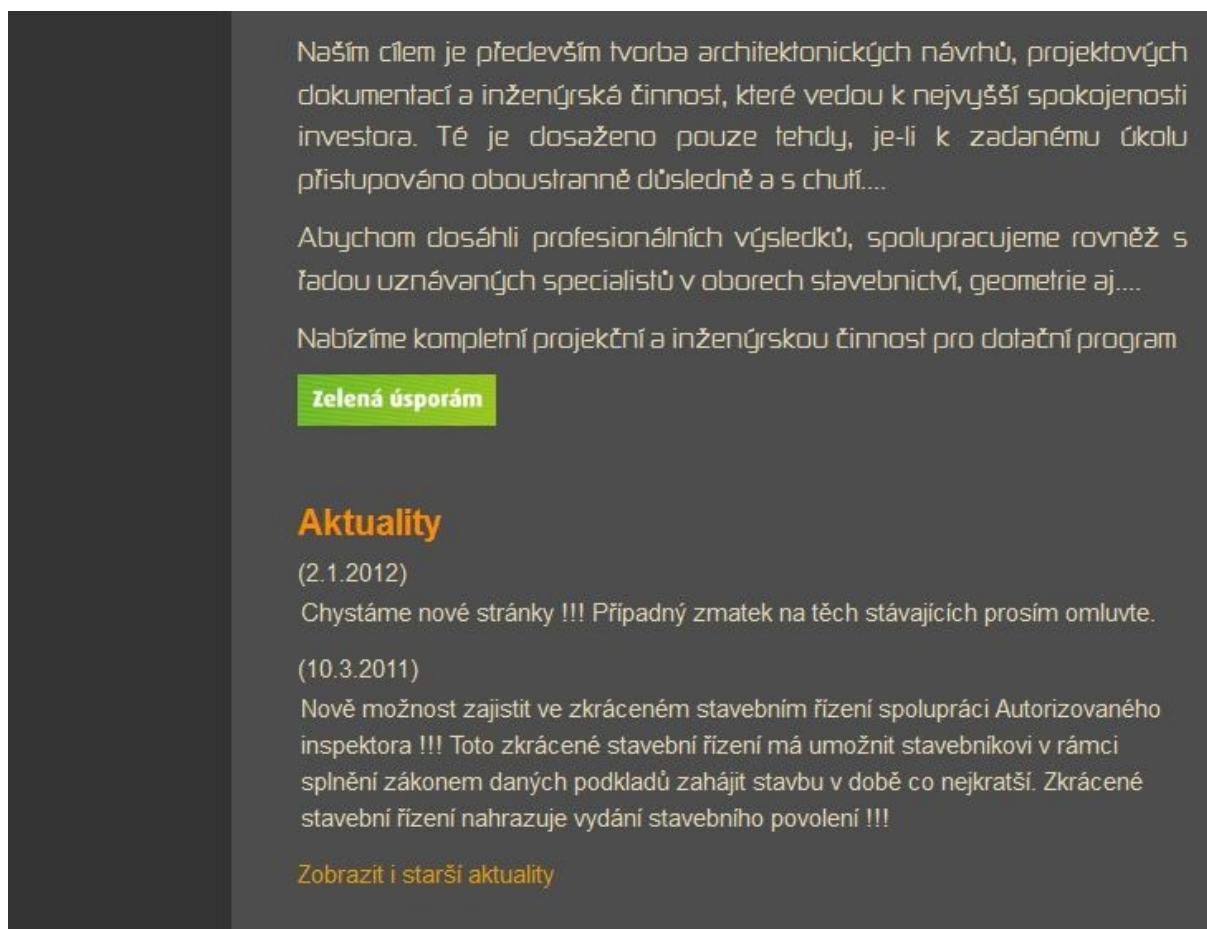 Naším cílem je především tvorba architektonických návrhů, projektových
dokumentací a inženýrská činnost, které vedou k nejvyšší spokojenosti
investora. Té je dosaženo pouze tehdy, je-li k zadanému úkolu
přistupováno oboustranně důsledně a s chutí....
Abychom dosáhli profesionálních výsledků, spolupracujeme rovněž s
řadou uznávaných specialistů v oborech stavebnictví, geometrie aj....
Nabízíme kompletní projekční a inženýrskou činnost pro dotační program
Zelená úsporám
Aktuality
(2.1.2012)
Chystáme nové stránky !!! Případný zmatek na těch stávajících prosím omluvte.
(10.3.2011)
Nově možnost zajistit ve zkráceném stavebním řízení spolupráci Autorizovaného
inspektora !!! Toto zkrácené stavební řízení má umožnit stavebníkovi v rámci
splnění zákonem daných podkladů zahájit stavbu v době co nejkratší. Zkrácené
stavební řízení nahrazuje vydání stavebního povolení !!!
Zobrazit i starší aktuality